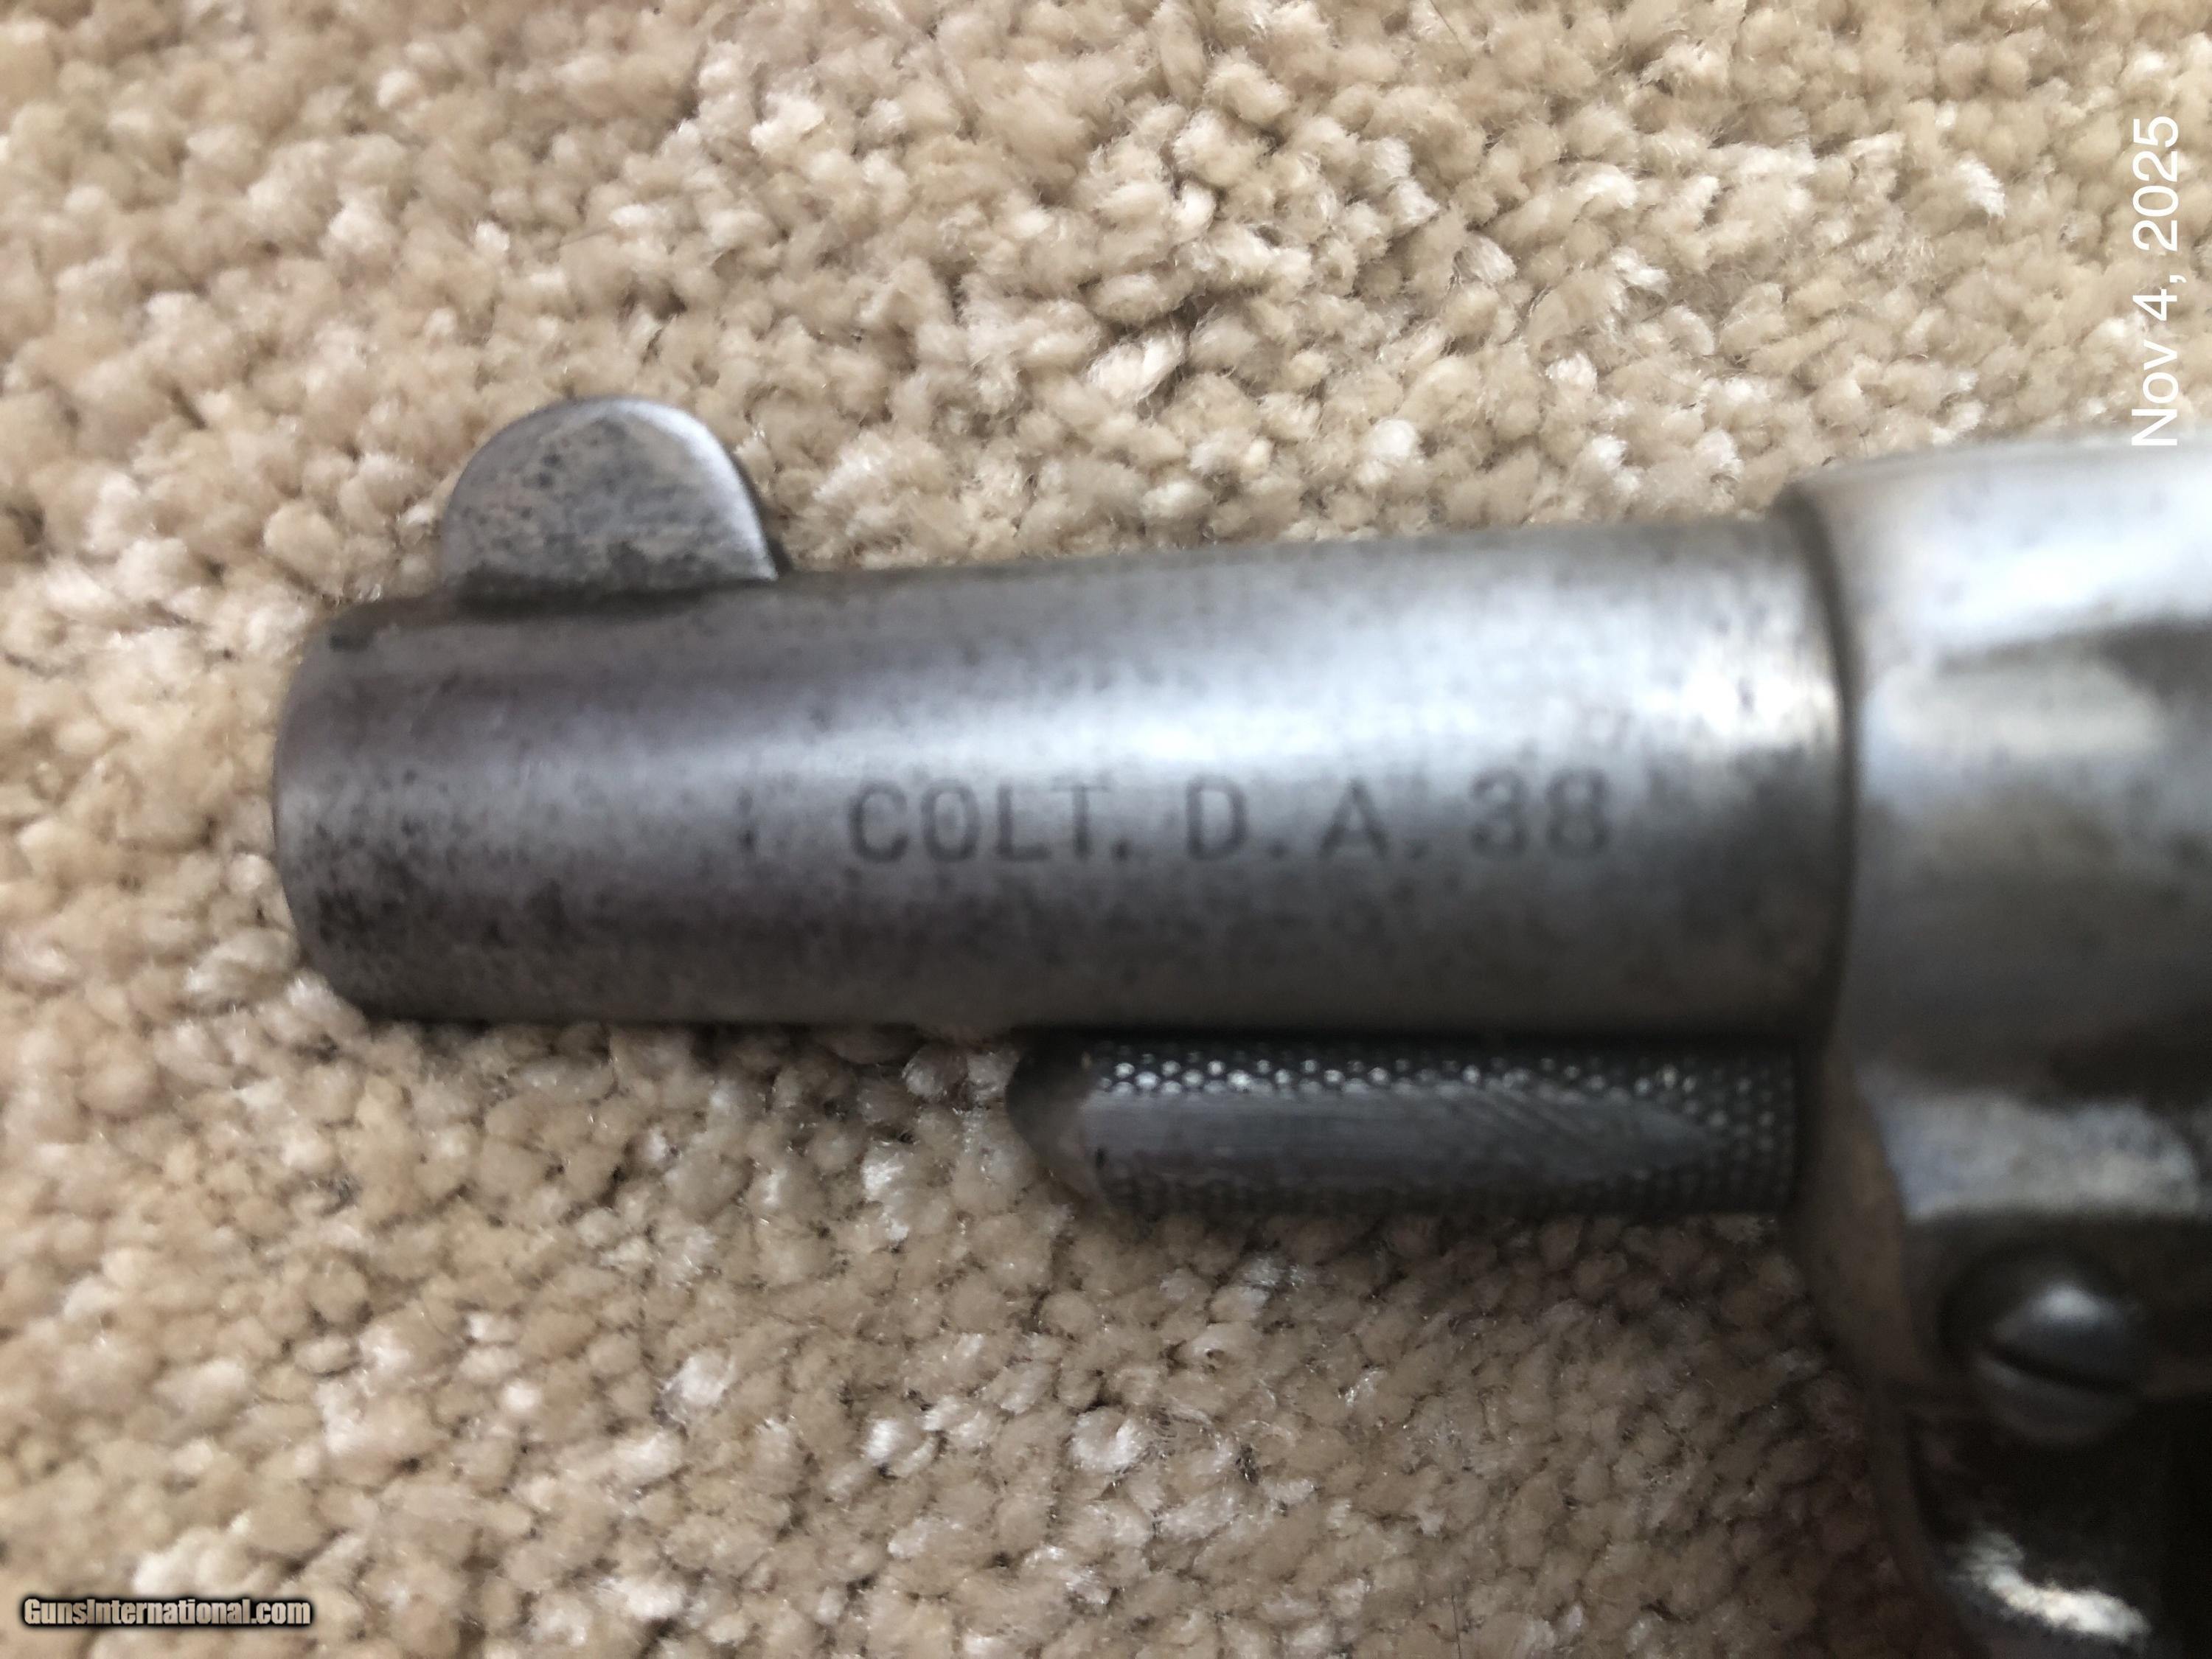 Nov 4, 2025
COLT. D. A. 38
GunsInternational.com